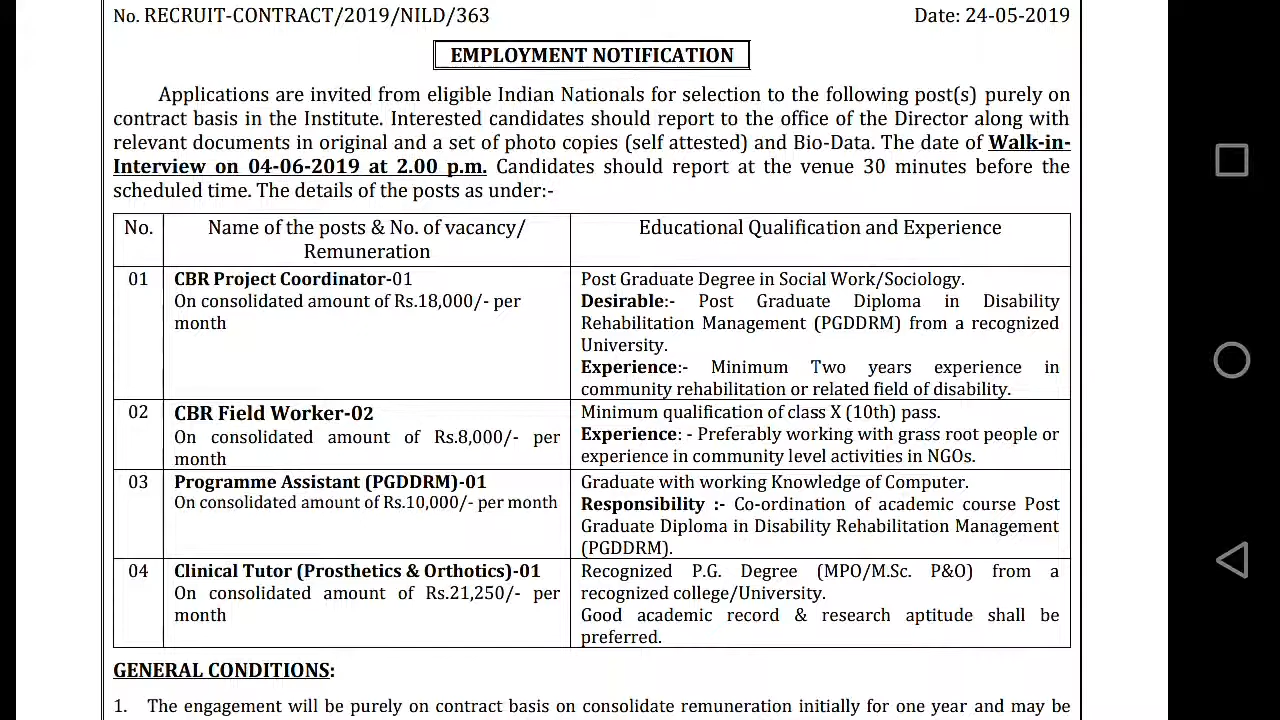 No. RECRUIT-CONTRACT/2019/NILD/363 Date: 24-05-2019
EMPLOYMENT NOTIFICATION
Applications are invited from eligible Indian Nationals for selection to the following post(s) purely on
contract basis in the Institute. Interested candidates should report to the office of the Director along with
relevant documents in original and a set of photo copies (self attested) and Bio-Data. The date of Walk-in-
Interview on 04-06-2019 at 2.00 p.m. Candidates should report at the venue 30 minutes before the
scheduled time. The details of the posts as under:-
No. Name of the posts & No. of vacancy/ Educational Qualification and Experience
Remuneration
01 CBR Project Coordinator-01
On consolidated amount of Rs.18,000/- per
month
Post Graduate Degree in Social Work/Sociology.
Desirable:- Post Graduate Diploma in Disability
Rehabilitation Management (PGDDRM) from a recognized
University.
Experience:- Minimum Two years experience in
community rehabilitation or related field of disability.
02 CBR Field Worker-02
On consolidated amount of Rs.8,000/- per
month
Minimum qualification of class X (10th) pass.
Experience: - Preferably working with grass root people or
experience in community level activities in NGOs.
03 Programme Assistant (PGDDRM)-01
On consolidated amount of Rs.10,000/- per month
Graduate with working Knowledge of Computer.
Responsibility :- Co-ordination of academic course Post
Graduate Diploma in Disability Rehabilitation Management
(PGDDRM).
04 Clinical Tutor (Prosthetics & Orthotics)-01
On consolidated amount of Rs.21,250/- per
month
Recognized P.G. Degree (MPO/M.Sc. P&O) from a
recognized college/University.
Good academic record & research aptitude shall be
preferred.
GENERAL CONDITIONS:
1. The engagement will be purely on contract basis on consolidate remuneration initially for one year and may be